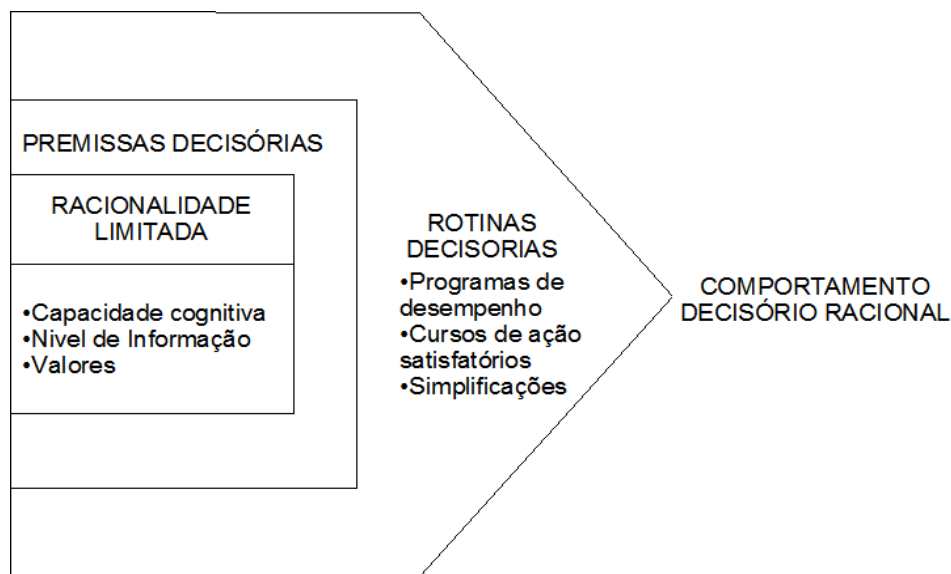 PREMISSAS DECISÓRIAS
RACIONALIDADE
LIMITADA
•Capacidade cognitiva
•Nivel de Informação
•Valores
ROTINAS
DECISORIAS
•Programas de
desempenho
•Cursos de ação
satisfatórios
•Simplificações
COMPORTAMENTO
DECISÓRIO RACIONAL